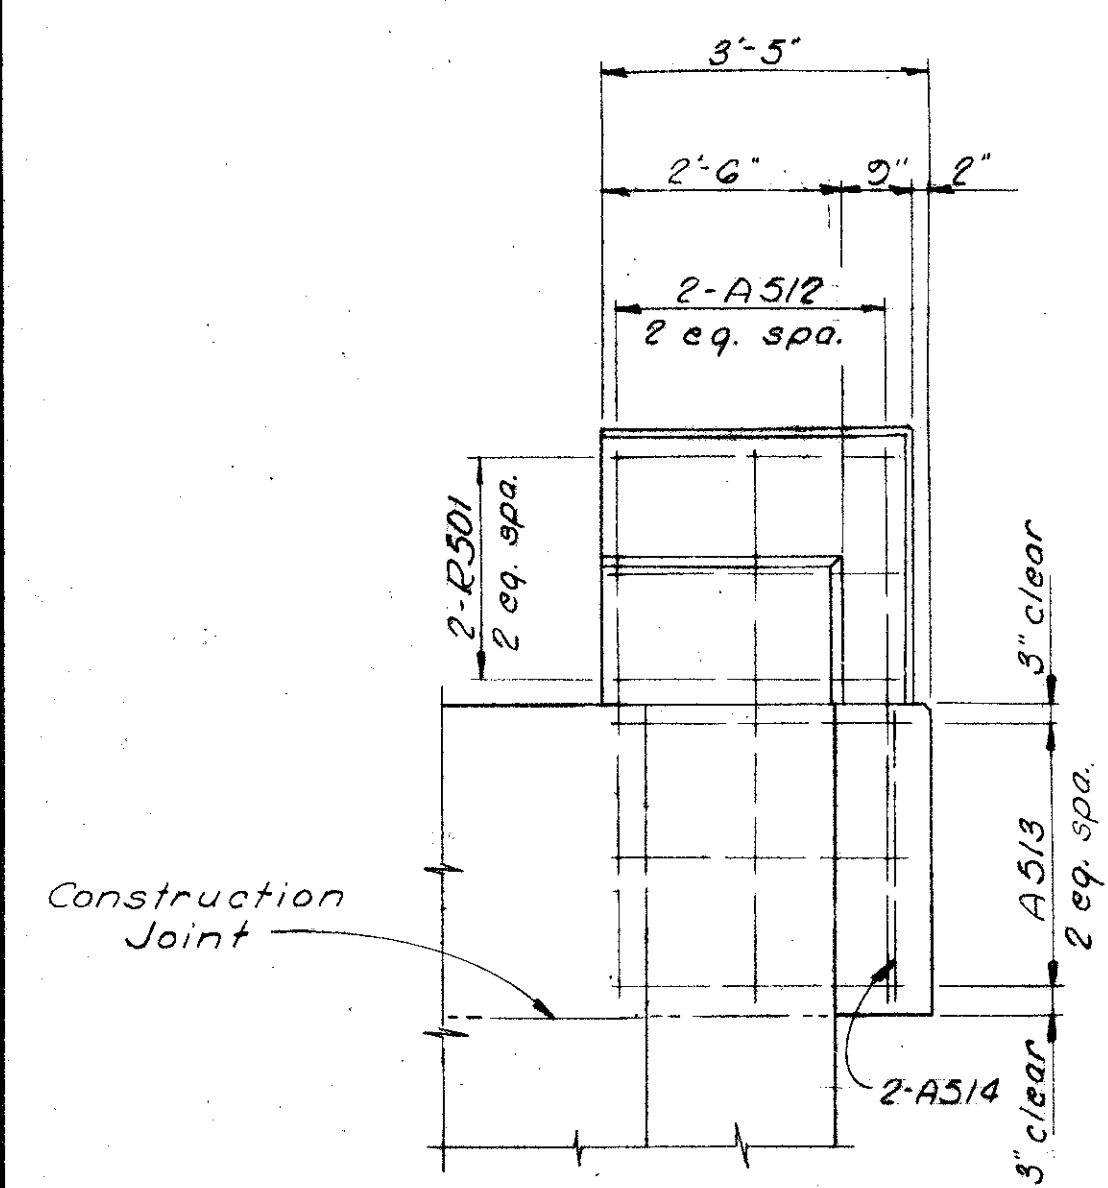 3'-5"
2'-6"
9"
2"
2-A512
2 eq. spa.
2-R501
2 eq. spa.
3" clear
A513
2 eq. spa.
Construction
Joint
2-A514
3" clear